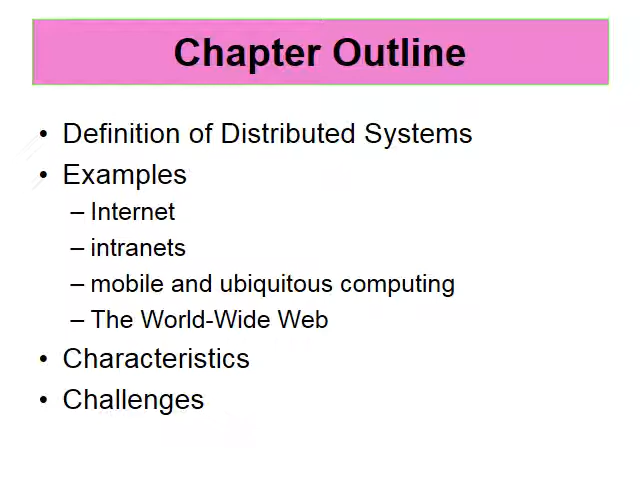 Chapter Outline
• Definition of Distributed Systems
• Examples
– Internet
– intranets
– mobile and ubiquitous computing
– The World-Wide Web
• Characteristics
• Challenges